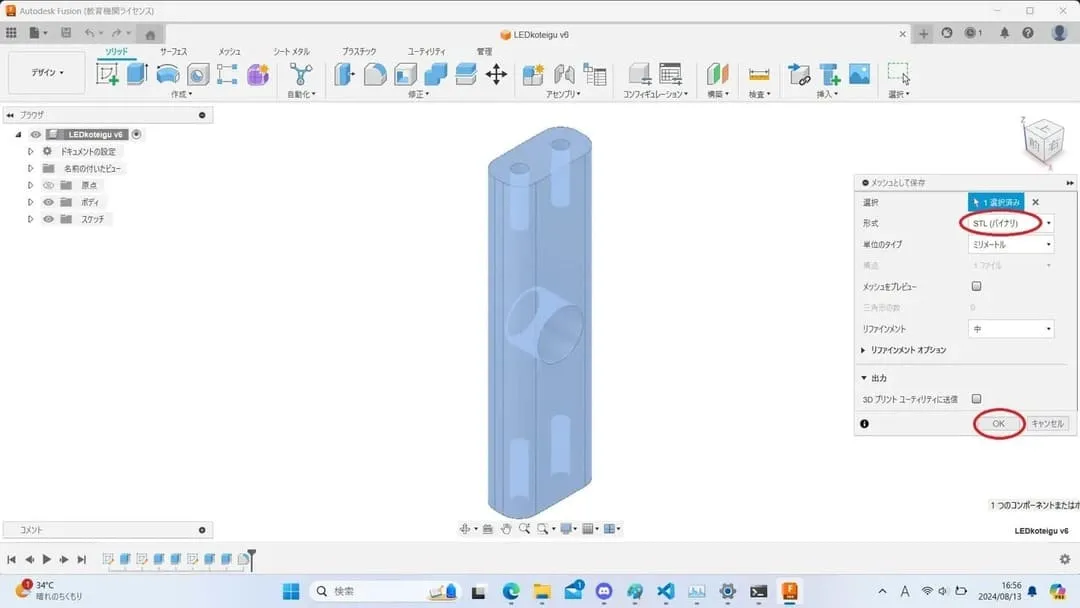 Autodesk Fusion (教育機関ライセンス)
LEDkoteigu v6
1
デザイン
ソリッド
サーフェス
メッシュ
シート メタル
プラスチック
ユーティリティ
管理
作成
自動化
修正
アセンブリ
コンフィギュレーション
構築
検査
挿入
選択
ブラウザ
LEDkoteigu v6
ドキュメントの設定
名前の付いたビュー
原点
ボディ
スケッチ
Z
上
前
右
X
メッシュとして保存
選択
1 選択済み
形式
STL (バイナリ)
単位のタイプ
ミリメートル
構造
1 ファイル
メッシュをプレビュー
三角形の数
0
リファインメント
中
リファインメント オプション
出力
3D プリント ユーティリティに送信
OK
キャンセル
1 つのコンポーネントまたはボ
コメント
LEDkoteigu v6
1
34°C
晴れのちくもり
検索
1
A
16:56
2024/08/13